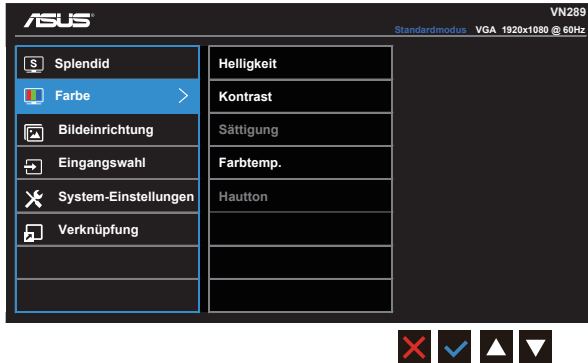 ASUS
VN289
Standardmodus VGA 1920x1080 @ 60Hz
S Splendid
Farbe
Bildeinrichtung
Eingangswahl
System-Einstellungen
Verknüpfung
Helligkeit
Kontrast
Sättigung
Farbtemp.
Hautton